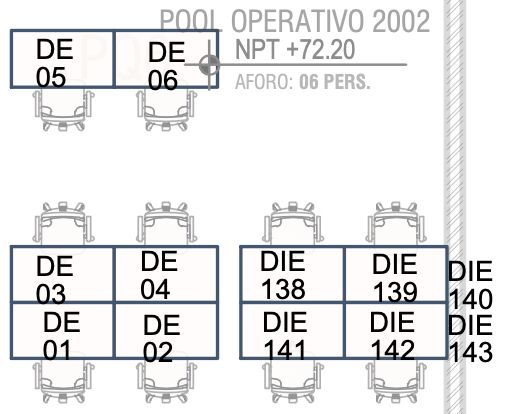 POOL OPERATIVO 2002
NPT +72.20
AFORO: 06 PERS.
DE
05
DE
06
DE
03
DE
04
DIE
138
DIE
139
DIE
140
DE
01
DE
02
DIE
141
DIE
142
DIE
143